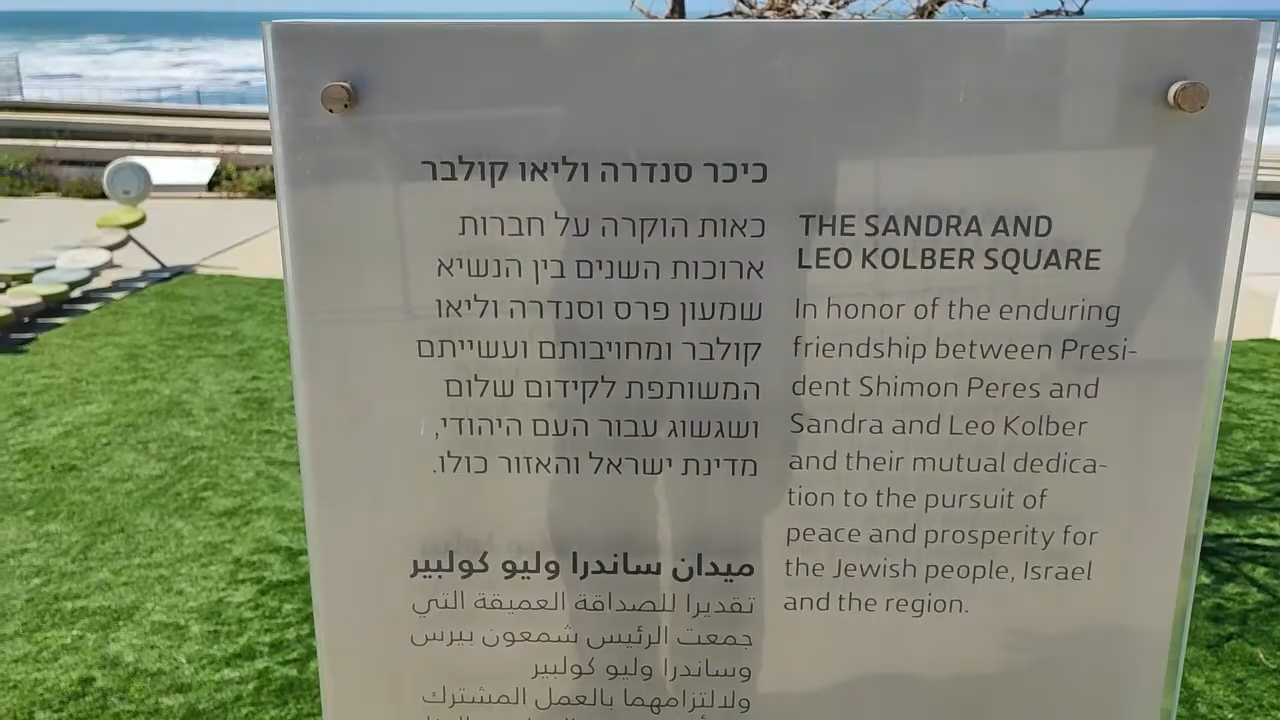 כיכר סנדרה וליאו קולבר
כאות הוקרה על חברות
ארוכות השנים בין הנשיא
שמעון פרס וסנדרה וליאו
קולבר ומחויבותם ועשייתם
המשותפת לקידום שלום
ושגשוג עבור העם היהודי,
מדינת ישראל והאזור כולו.
THE SANDRA AND
LEO KOLBER SQUARE
In honor of the enduring
friendship between Presi-
dent Shimon Peres and
Sandra and Leo Kolber
and their mutual dedica-
tion to the pursuit of
peace and prosperity for
the Jewish people, Israel
and the region.
ميدان ساندرا وليو كولبير
تقديرا للصداقة العميقة التي
جمعت الرئيس شمعون بيرس
وساندرا وليو كولبير
ولالتزامهما بالعمل المشترك